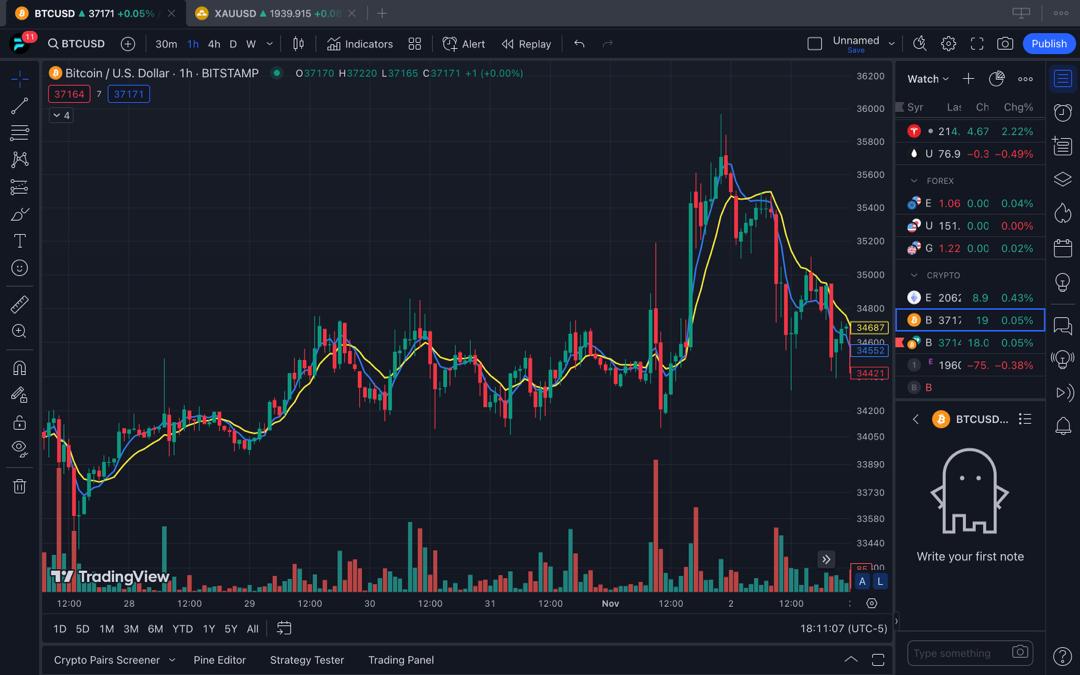 BTCUSD ▲ 37171 +0.05%
XAUUSD ▲ 1939.915 +0.0
11
BTCUSD
30m 1h 4h D W
Indicators
Alert
Replay
Unnamed
Save
Publish
Bitcoin / U.S. Dollar · 1h · BITSTAMP
O37170 H37220 L37165 C37171 +1 (+0.00%)
37164 7 37171
4
36200
36000
35800
35600
35400
35200
35000
34800
34687
34600
34552
34421
34200
34050
33890
33730
33580
33440
A L
TradingView
12:00 28 12:00 29 12:00 30 12:00 31 12:00 Nov 12:00 2 12:00
1D 5D 1M 3M 6M YTD 1Y 5Y All
18:11:07 (UTC-5)
Crypto Pairs Screener
Pine Editor
Strategy Tester
Trading Panel
Watch
Syr Las Ch Chg%
214. 4.67 2.22%
U 76.9 −0.3 −0.49%
FOREX
E 1.06 0.00 0.04%
U 151. 0.00 0.00%
G 1.22 0.00 0.02%
CRYPTO
E 2062 8.9 0.43%
B 3717 19 0.05%
B 3714 18.0 0.05%
1 E 1960 −75. −0.38%
B B
BTCUSD...
Write your first note
Type something